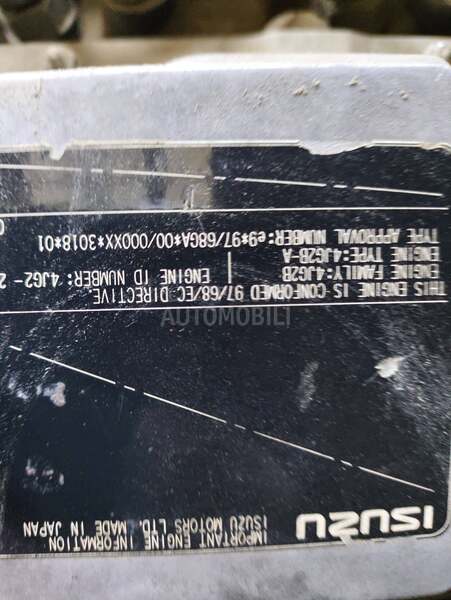 ISUZU
IMPORTANT ENGINE INFORMATION
ISUZU MOTORS LTD. MADE IN JAPAN
THIS ENGINE IS CONFORMED 97/68/EC DIRECTIVE
ENGINE FAMILY:4JG2B
ENGINE ID NUMBER: 4JG2-
ENGINE TYPE:4JG2B-A
TYPE APPROVAL NUMBER:e9*97/68GA*00/000XX*3018*01
POLOVNI AUTOMOBILI